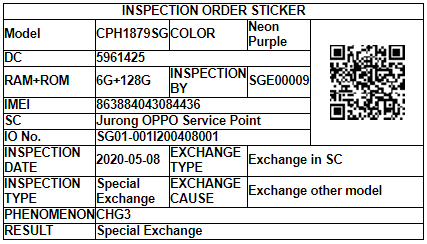 INSPECTION ORDER STICKER
Model CPH1879SG COLOR Neon Purple
DC 5961425
RAM+ROM 6G+128G INSPECTION BY SGE00009
IMEI 863884043084436
SC Jurong OPPO Service Point
IO No. SG01-001I200408001
INSPECTION DATE 2020-05-08 EXCHANGE TYPE Exchange in SC
INSPECTION TYPE Special Exchange EXCHANGE CAUSE Exchange other model
PHENOMENON CHG3
RESULT Special Exchange